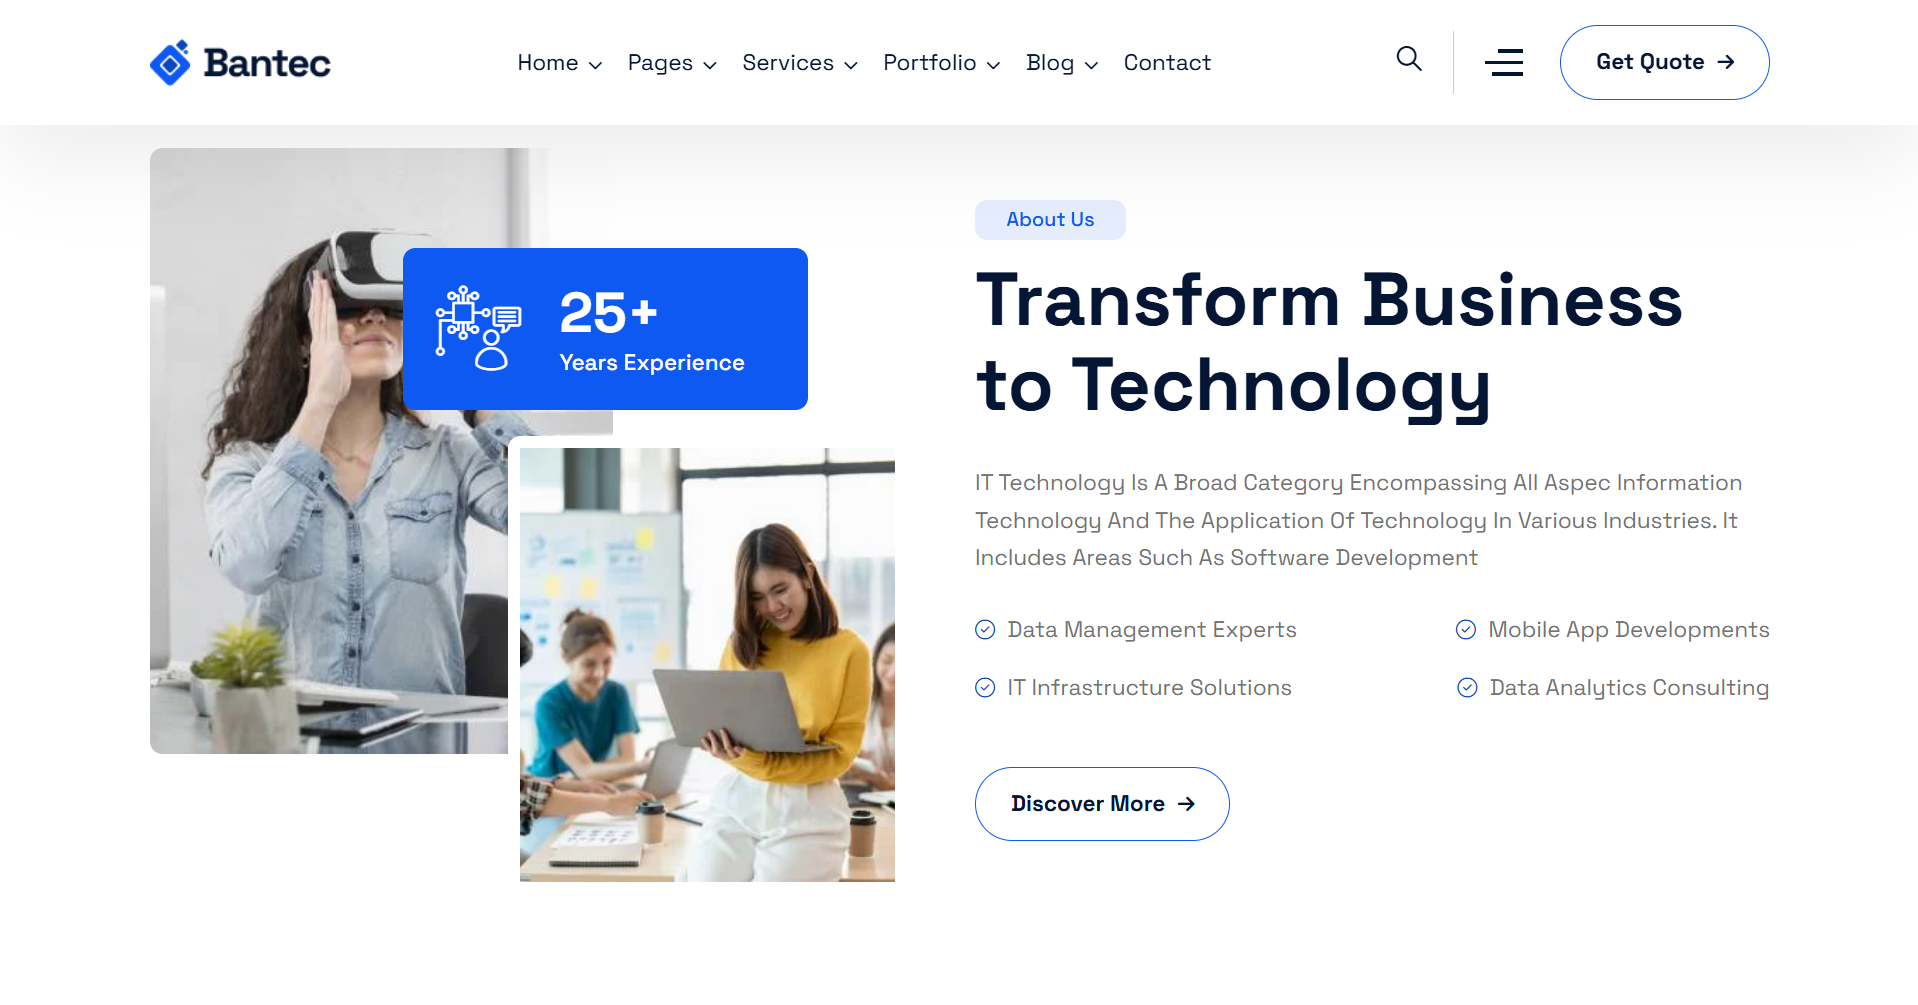 Bantec
Home Pages Services Portfolio Blog Contact
Get Quote
25+
Years Experience
About Us
Transform Business
to Technology
IT Technology Is A Broad Category Encompassing All Aspec Information
Technology And The Application Of Technology In Various Industries. It
Includes Areas Such As Software Development
Data Management Experts
Mobile App Developments
IT Infrastructure Solutions
Data Analytics Consulting
Discover More